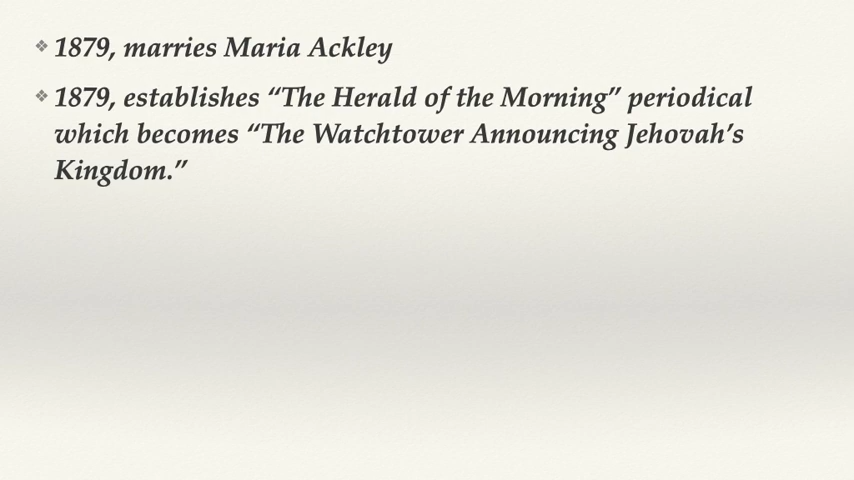 ❖ 1879, marries Maria Ackley
❖ 1879, establishes “The Herald of the Morning” periodical
which becomes “The Watchtower Announcing Jehovah’s
Kingdom.”